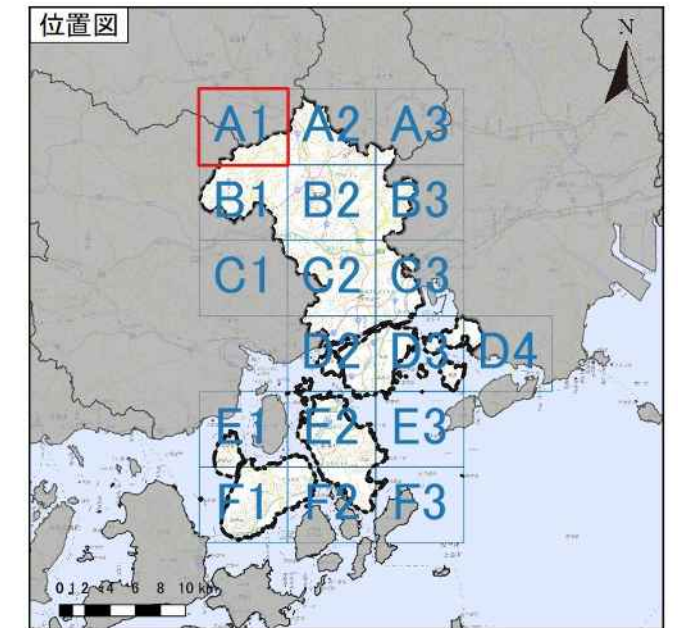 位置図
N
A1 A2 A3
B1 B2 B3
C1 C2 C3
D2 D3 D4
E1 E2 E3
F1 F2 F3
0 1 2 4 6 8 10 km